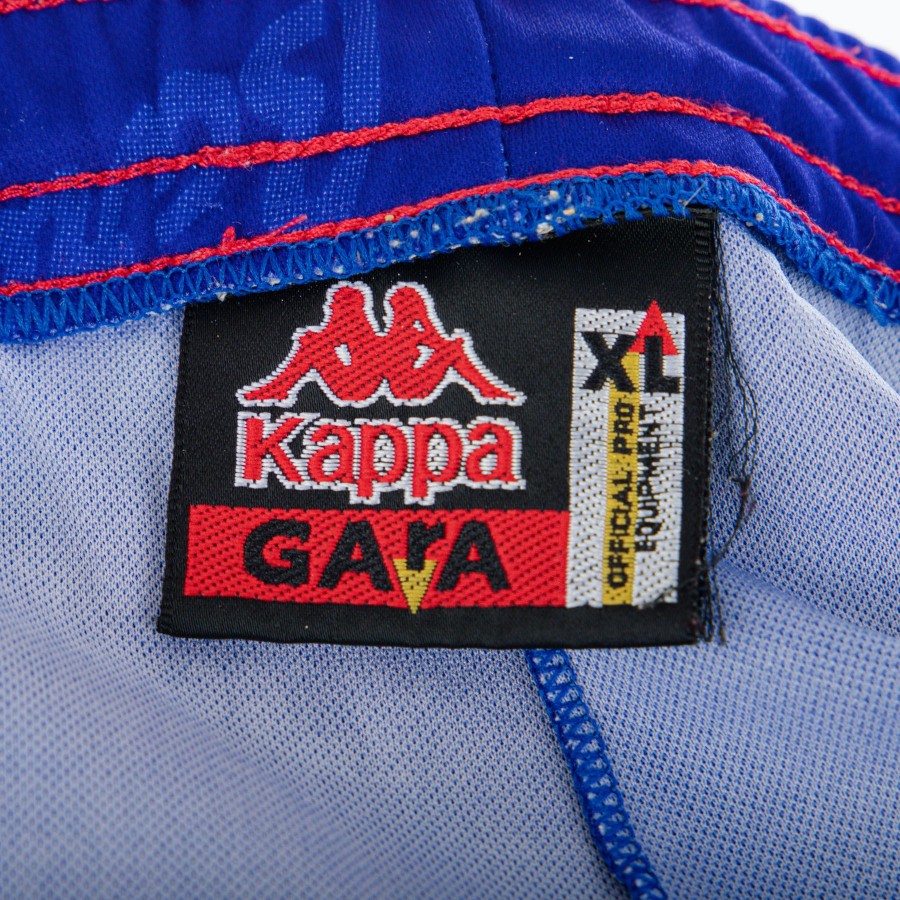 Kappa
GArA
XL
OFFICIAL PRO
EQUIPMENT